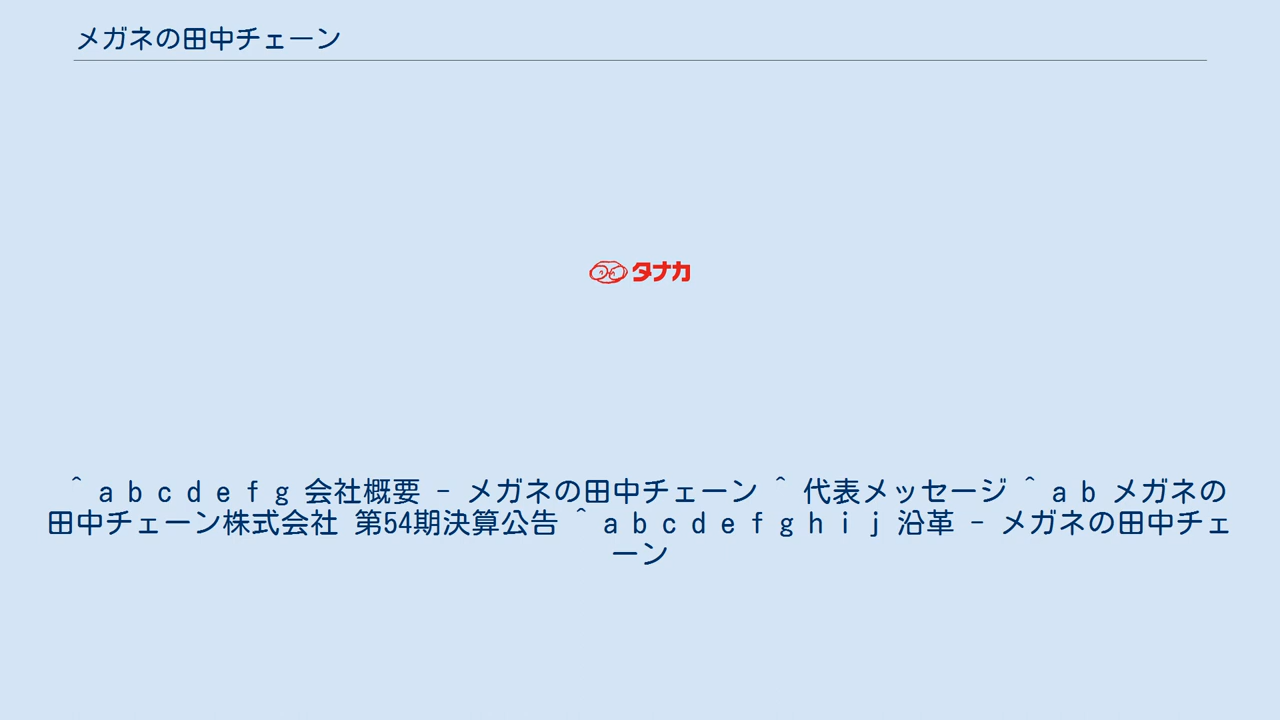 メガネの田中チェーン
タナカ
^ a b c d e f g 会社概要 - メガネの田中チェーン ^ 代表メッセージ ^ a b メガネの
田中チェーン株式会社 第54期決算公告 ^ a b c d e f g h i j 沿革 - メガネの田中チェ
ーン